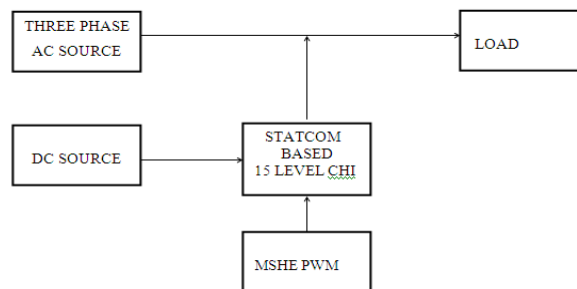 THREE PHASE
AC SOURCE
LOAD
DC SOURCE
STATCOM
BASED
15 LEVEL CHI
MSHE PWM